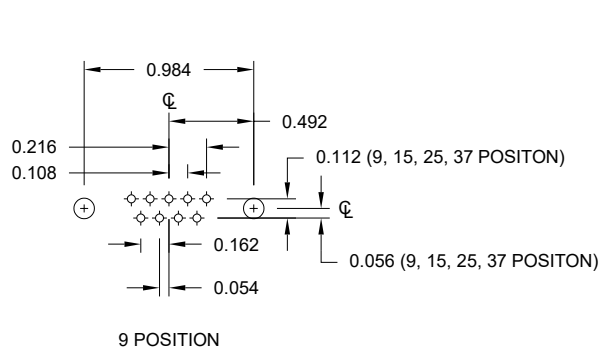 0.984
℄
0.492
0.216
0.112 (9, 15, 25, 37 POSITON)
0.108
℄
0.162
0.056 (9, 15, 25, 37 POSITON)
0.054
9 POSITION